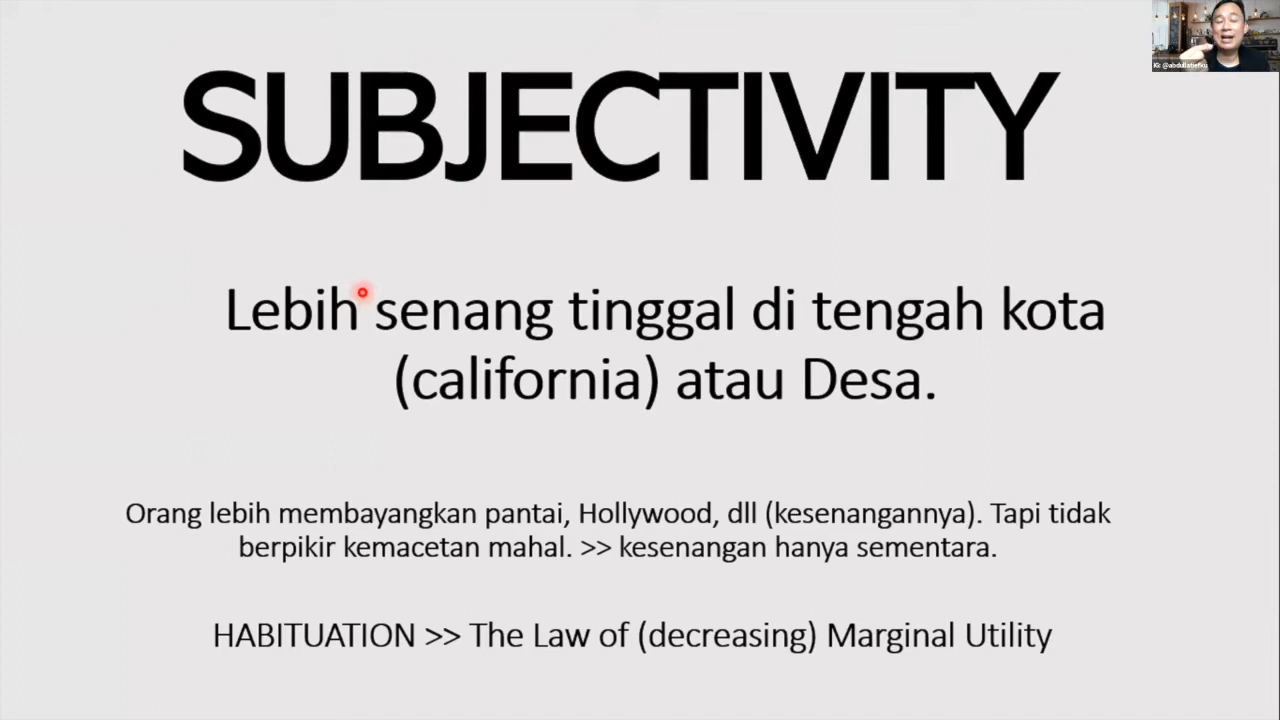 SUBJECTIVITY
Lebih senang tinggal di tengah kota
(california) atau Desa.
Orang lebih membayangkan pantai, Hollywood, dll (kesenangannya). Tapi tidak
berpikir kemacetan mahal. >> kesenangan hanya sementara.
HABITUATION >> The Law of (decreasing) Marginal Utility